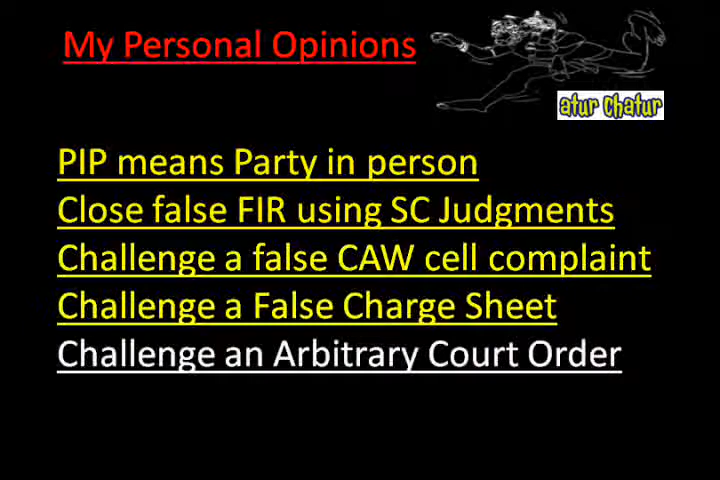 My Personal Opinions
atur chatur
PIP means Party in person
Close false FIR using SC Judgments
Challenge a false CAW cell complaint
Challenge a False Charge Sheet
Challenge an Arbitrary Court Order